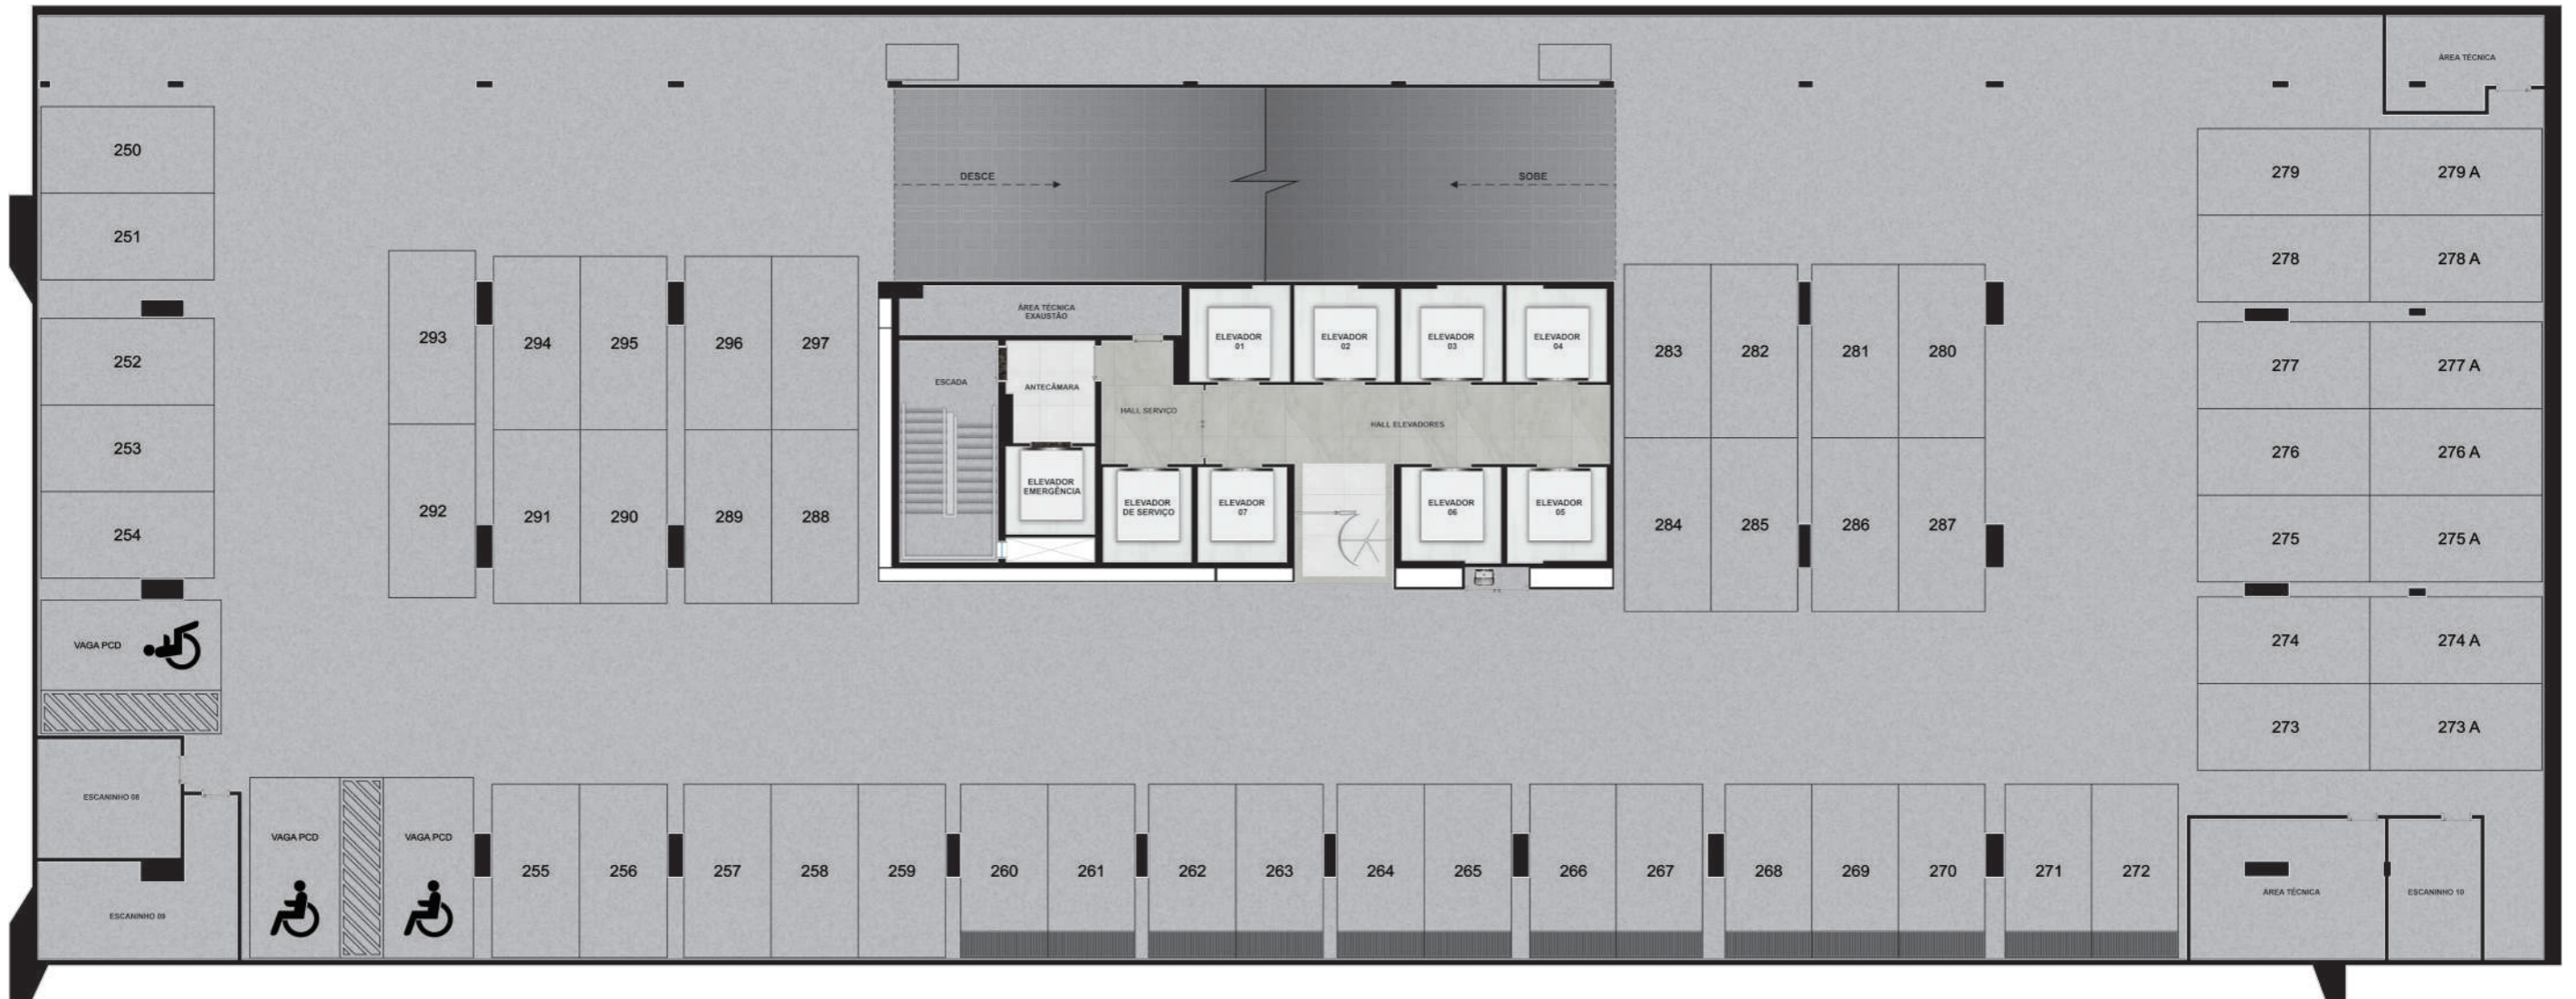 ÁREA TÉCNICA
250
251
252
253
254
VAGA PCD
ESCANINHO 08
ESCANINHO 09
293
294
295
296
297
292
291
290
289
288
DESCE
SOBE
ÁREA TÉCNICA
EXAUSTÃO
ESCADA
ANTECÂMARA
ELEVADOR
EMERGÊNCIA
HALL SERVIÇO
HALL ELEVADORES
ELEVADOR
01
ELEVADOR
02
ELEVADOR
03
ELEVADOR
04
ELEVADOR
DE SERVIÇO
ELEVADOR
07
ELEVADOR
06
ELEVADOR
05
283
282
281
280
284
285
286
287
279
279 A
278
278 A
277
277 A
276
276 A
275
275 A
274
274 A
273
273 A
VAGA PCD
VAGA PCD
255
256
257
258
259
260
261
262
263
264
265
266
267
268
269
270
271
272
ÁREA TÉCNICA
ESCANINHO 10